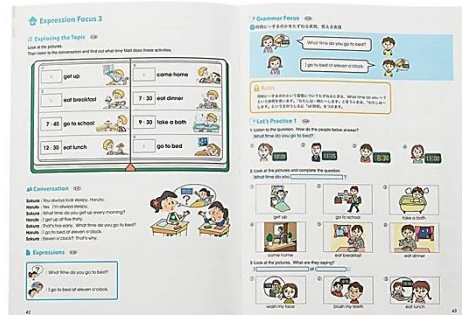 Expression Focus 3
Exploring the Topic
Look at the pictures.
Then listen to the conversation and find out what time Matt does these activities.
get up
come home
eat breakfast
7:30 eat dinner
7:40 go to school
9:30 take a bath
12:30 eat lunch
go to bed
Conversation
Sakura : You always look sleepy, Haruto.
Haruto : Yes. I'm always sleepy.
Sakura : What time do you get up every morning?
Haruto : I get up at five thirty.
Sakura : That's too early. What time do you go to bed?
Haruto : I go to bed at eleven o'clock.
Sakura : Eleven o'clock? That's why.
Expressions
What time do you go to bed?
I go to bed at eleven o'clock.
42
Grammar Focus
What time do you go to bed?
I go to bed at eleven o'clock.
Rules
Let's Practice 1
1. Listen to the question. How do the people below answer?
What time do you go to bed?
2. Look at the pictures and complete the question.
What time do you
?
get up
go to school
take a bath
come home
eat breakfast
eat dinner
3. Look at the pictures. What are they saying?
at
wash my face
brush my teeth
eat lunch
43